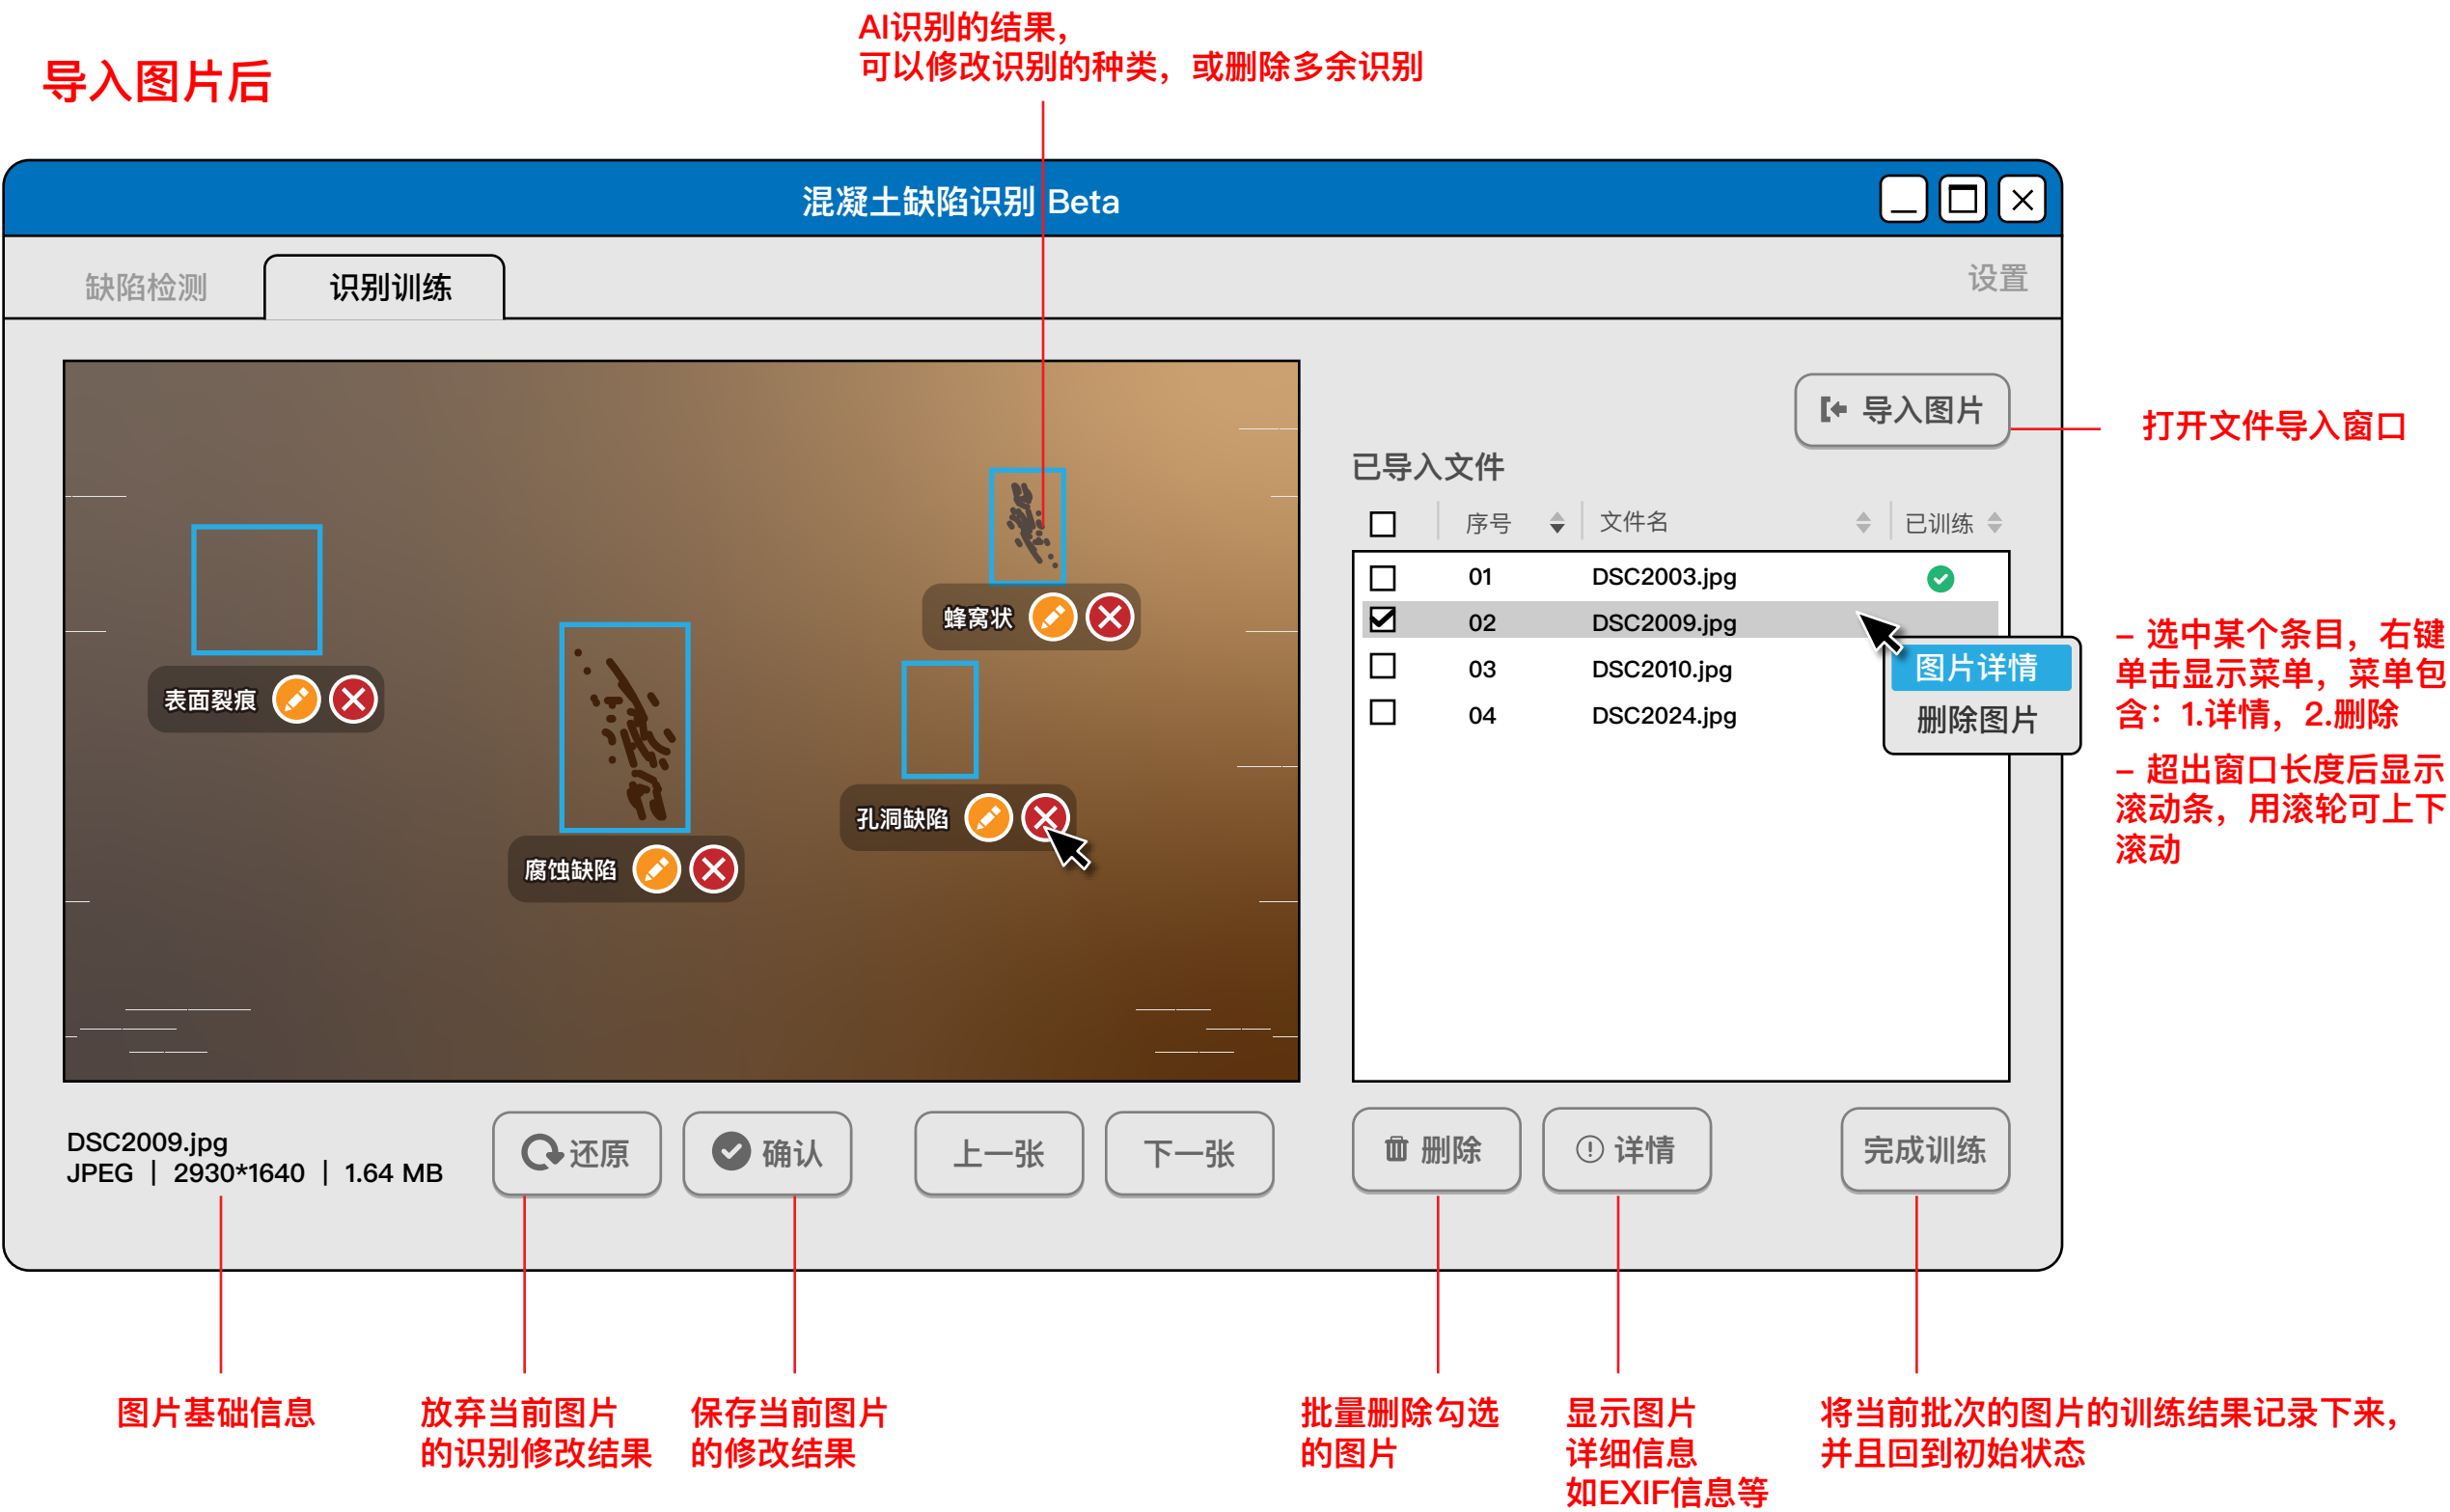 AI识别的结果，
可以修改识别的种类，或删除多余识别
导入图片后
混凝土缺陷识别 Beta
缺陷检测
识别训练
设置
导入图片
打开文件导入窗口
已导入文件
序号
文件名
已训练
01 DSC2003.jpg
02 DSC2009.jpg
03 DSC2010.jpg
04 DSC2024.jpg
图片详情
删除图片
– 选中某个条目，右键
单击显示菜单，菜单包
含：1.详情，2.删除
– 超出窗口长度后显示
滚动条，用滚轮可上下
滚动
蜂窝状
表面裂痕
孔洞缺陷
腐蚀缺陷
DSC2009.jpg
JPEG | 2930*1640 | 1.64 MB
还原
确认
上一张
下一张
删除
详情
完成训练
图片基础信息
放弃当前图片
的识别修改结果
保存当前图片
的修改结果
批量删除勾选
的图片
显示图片
详细信息
如EXIF信息等
将当前批次的图片的训练结果记录下来，
并且回到初始状态